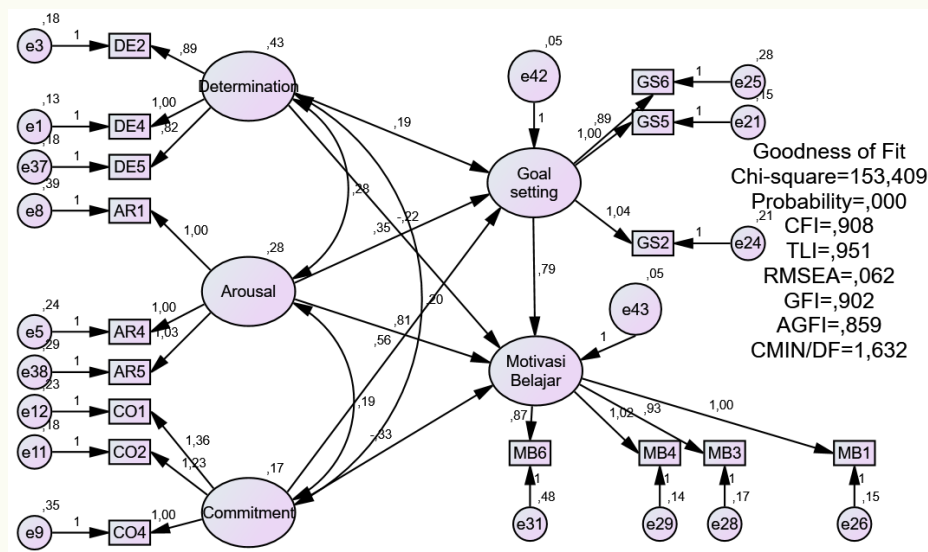 ,18
e3
1
DE2
,89
,43
Determination
,13
e1
1
DE4
1,00
,18
e37
1
DE5
,82
,39
e8
1
AR1
1,00
,28
Arousal
,24
e5
1
AR4
1,00
,29
e38
1
AR5
1,03
,23
e12
1
CO1
1,36
,18
e11
1
CO2
1,23
,17
Commitment
,35
e9
1
CO4
1,00
,19
,28
-,22
,35
,20
,81
,56
,19
-,33
,79
,05
e42
1
Goal
setting
,89
GS6
1
,28
e25
1,00
GS5
1
,15
e21
1,04
GS2
1
,21
e24
,05
e43
1
Motivasi
Belajar
,87
1,02
,93
1,00
MB6
MB4
MB3
MB1
1
1
1
1
,48
,14
,17
,15
e31
e29
e28
e26
Goodness of Fit
Chi-square=153,409
Probability=,000
CFI=,908
TLI=,951
RMSEA=,062
GFI=,902
AGFI=,859
CMIN/DF=1,632